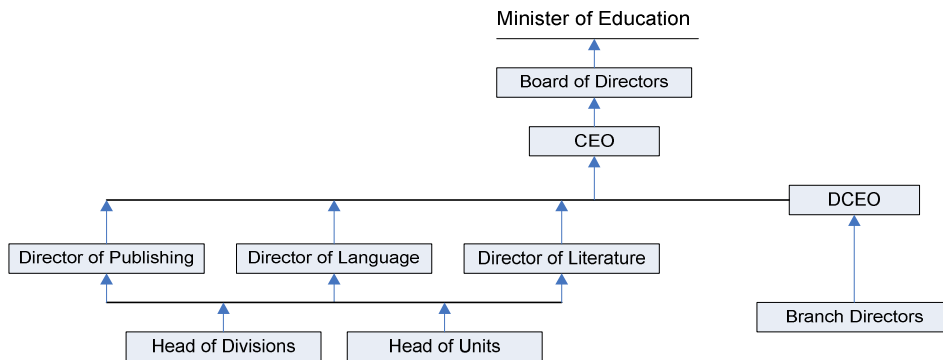 Minister of Education
Board of Directors
CEO
DCEO
Director of Publishing
Director of Language
Director of Literature
Branch Directors
Head of Divisions
Head of Units